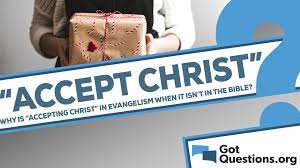 "ACCEPT CHRIST"
WHY IS "ACCEPTING CHRIST" IN EVANGELISM WHEN IT ISN'T IN THE BIBLE?
Got
Questions.org